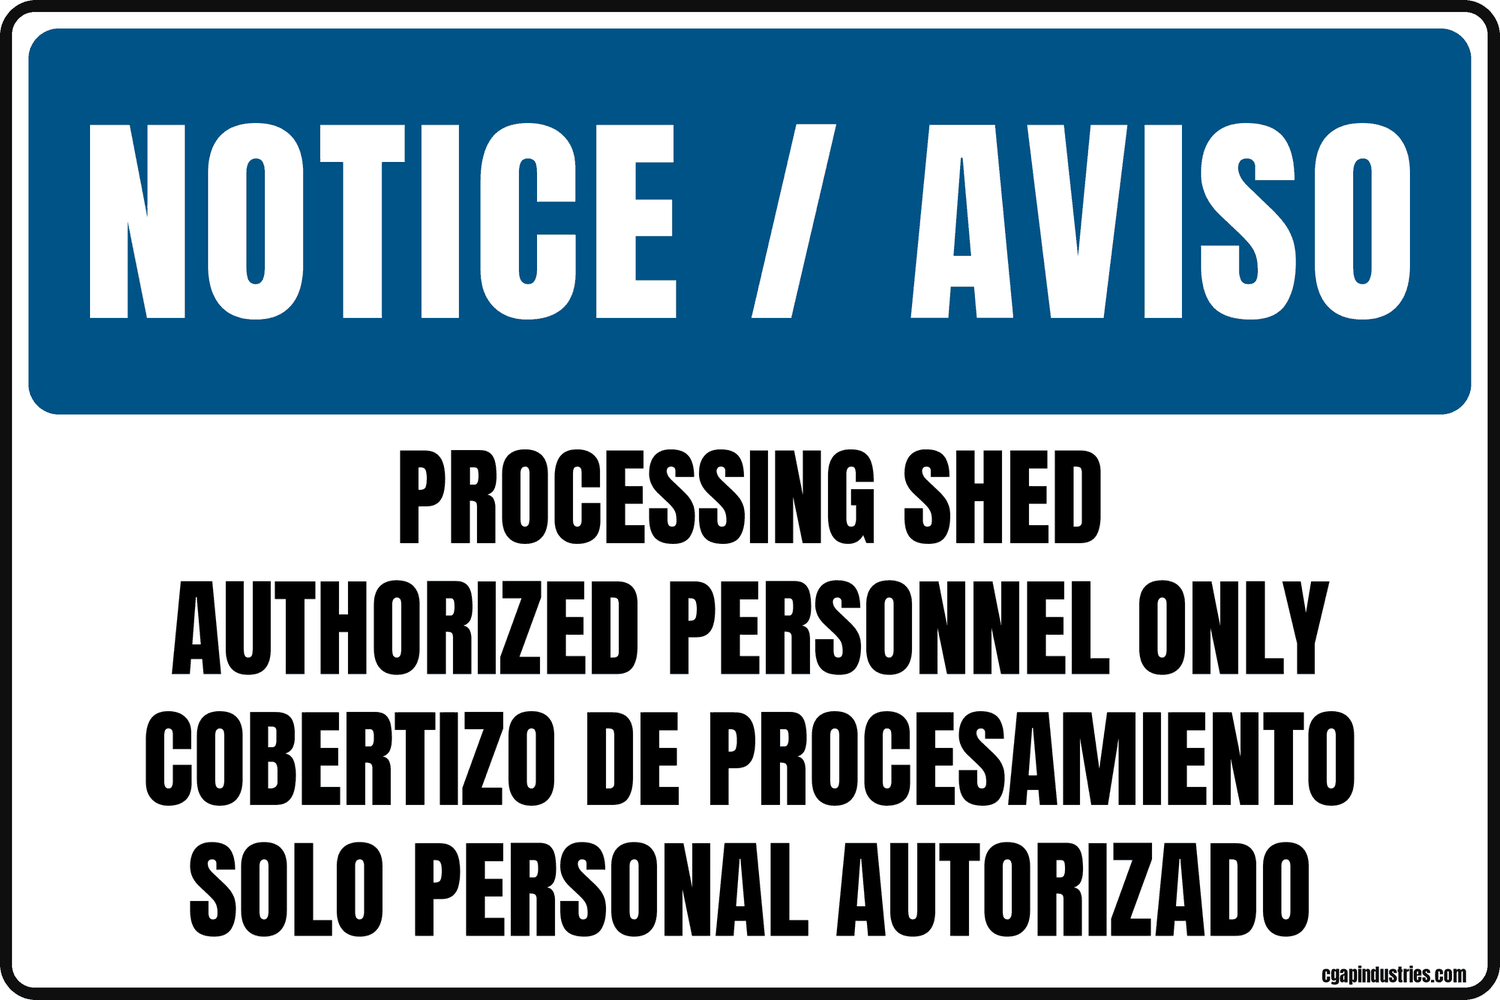 NOTICE / AVISO
PROCESSING SHED
AUTHORIZED PERSONNEL ONLY
COBERTIZO DE PROCESAMIENTO
SOLO PERSONAL AUTORIZADO
cgapindustries.com